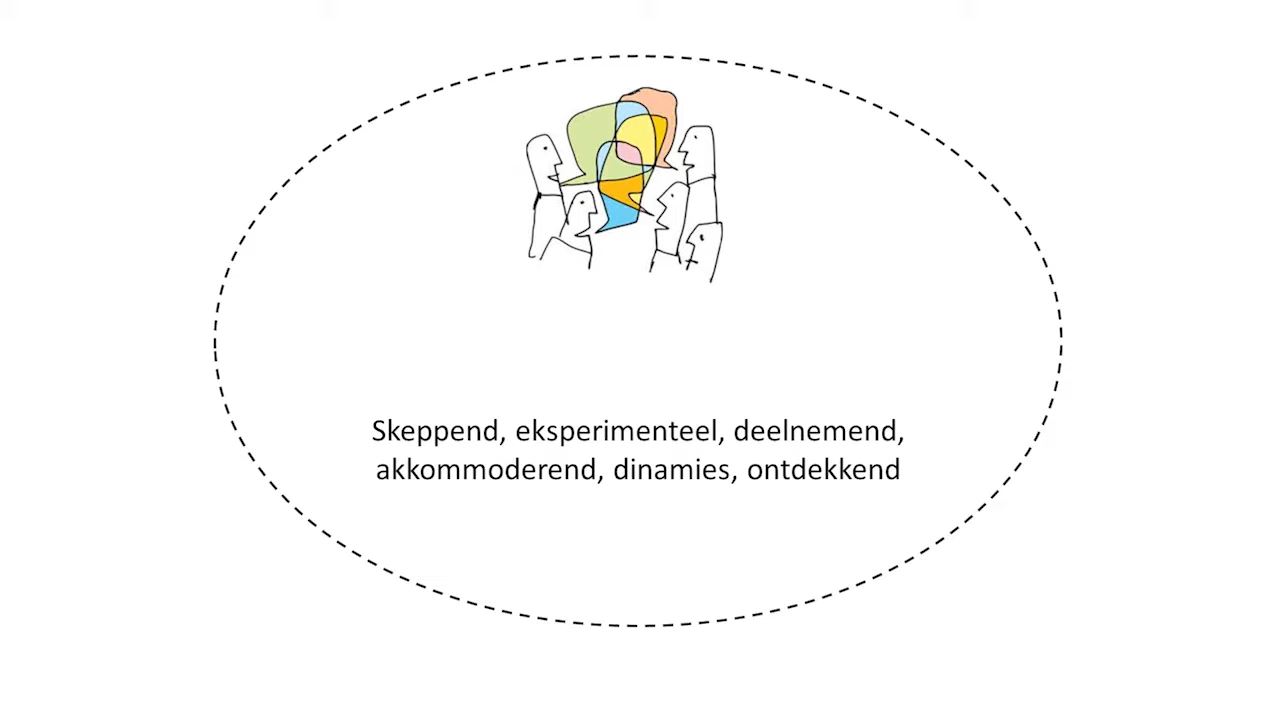 Skeppend, eksperimenteel, deelnemend,
akkommoderend, dinamies, ontdekkend